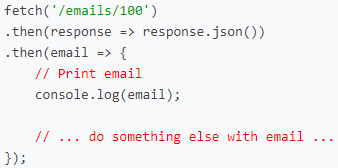 fetch('/emails/100')
.then(response => response.json())
.then(email => {
    // Print email
    console.log(email);

    // ... do something else with email ...
});